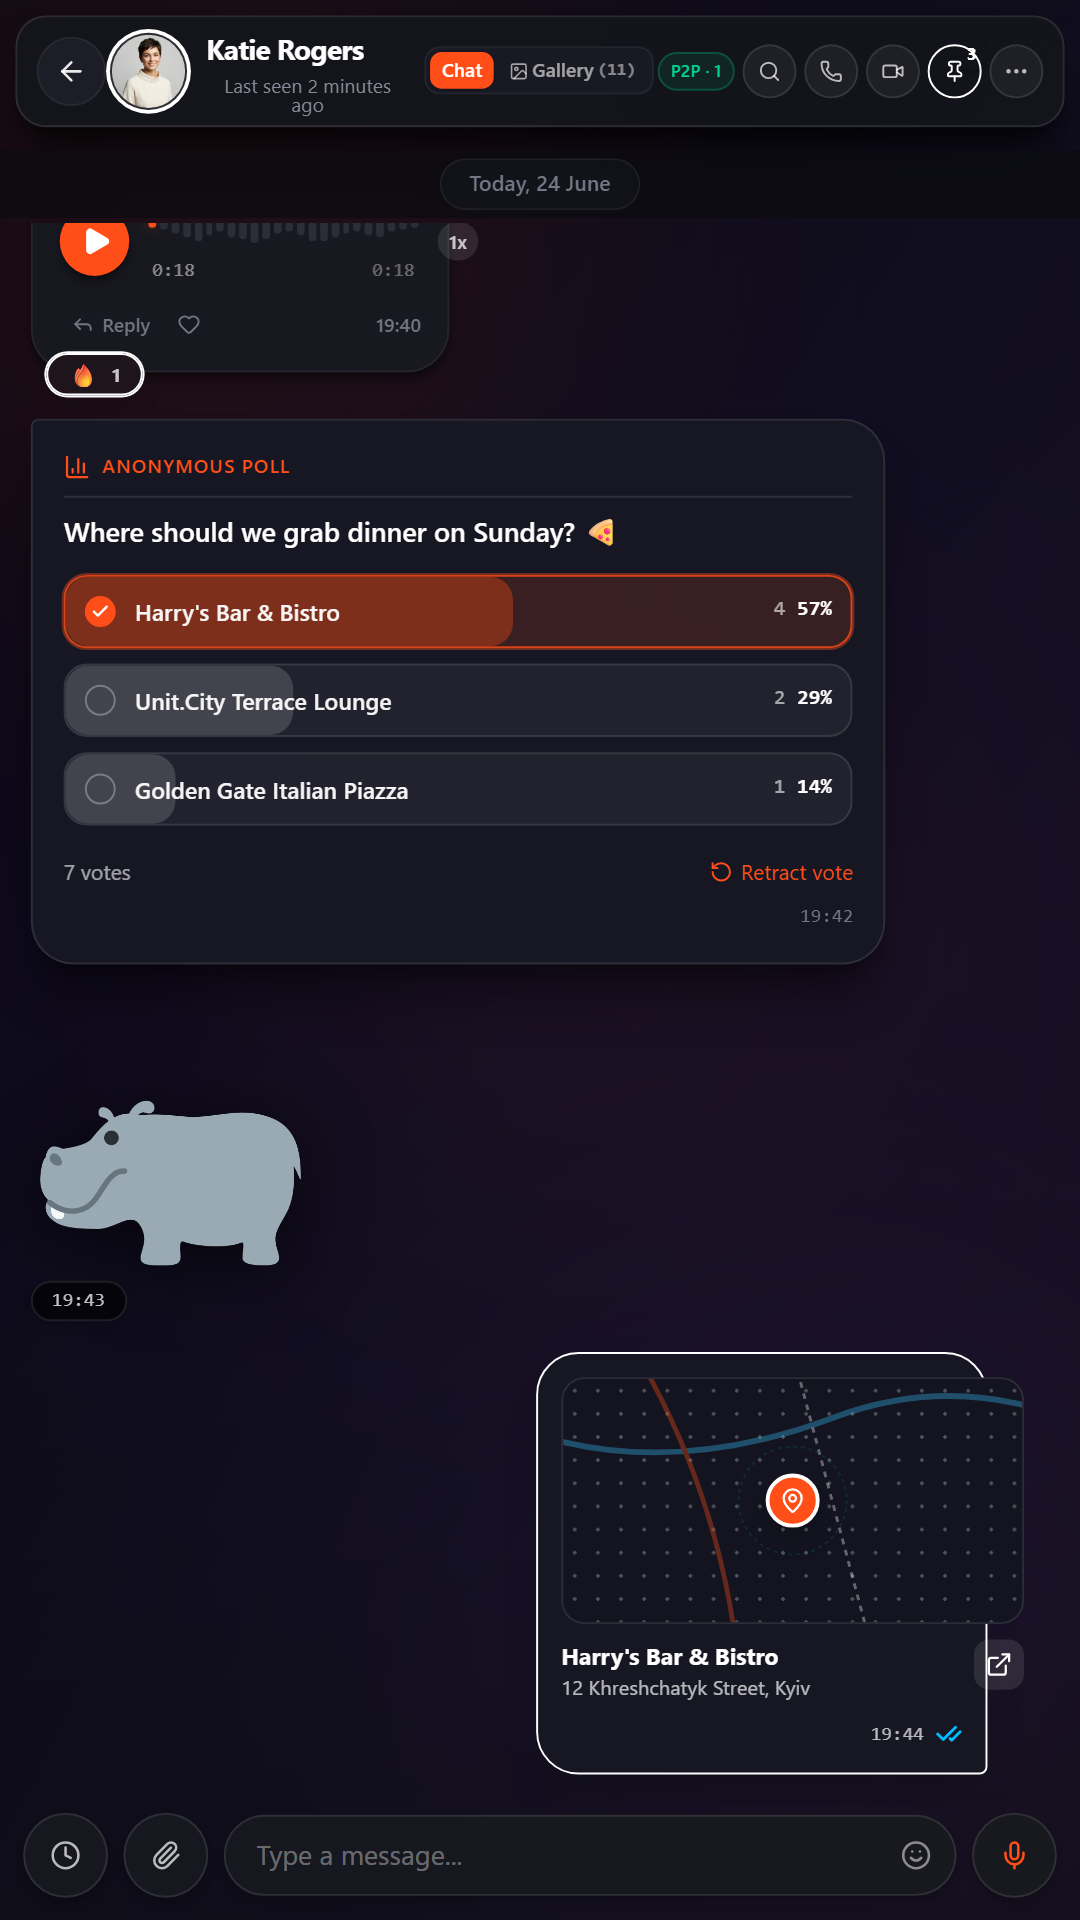 Katie Rogers
Last seen 2 minutes
ago
Chat
Gallery (11)
P2P · 1
3
Today, 24 June
1x
0:18
0:18
Reply
19:40
1
ANONYMOUS POLL
Where should we grab dinner on Sunday? 🍕
Harry's Bar & Bistro
4 57%
Unit.City Terrace Lounge
2 29%
Golden Gate Italian Piazza
1 14%
7 votes
Retract vote
19:42
19:43
Harry's Bar & Bistro
12 Khreshchatyk Street, Kyiv
19:44
Type a message...